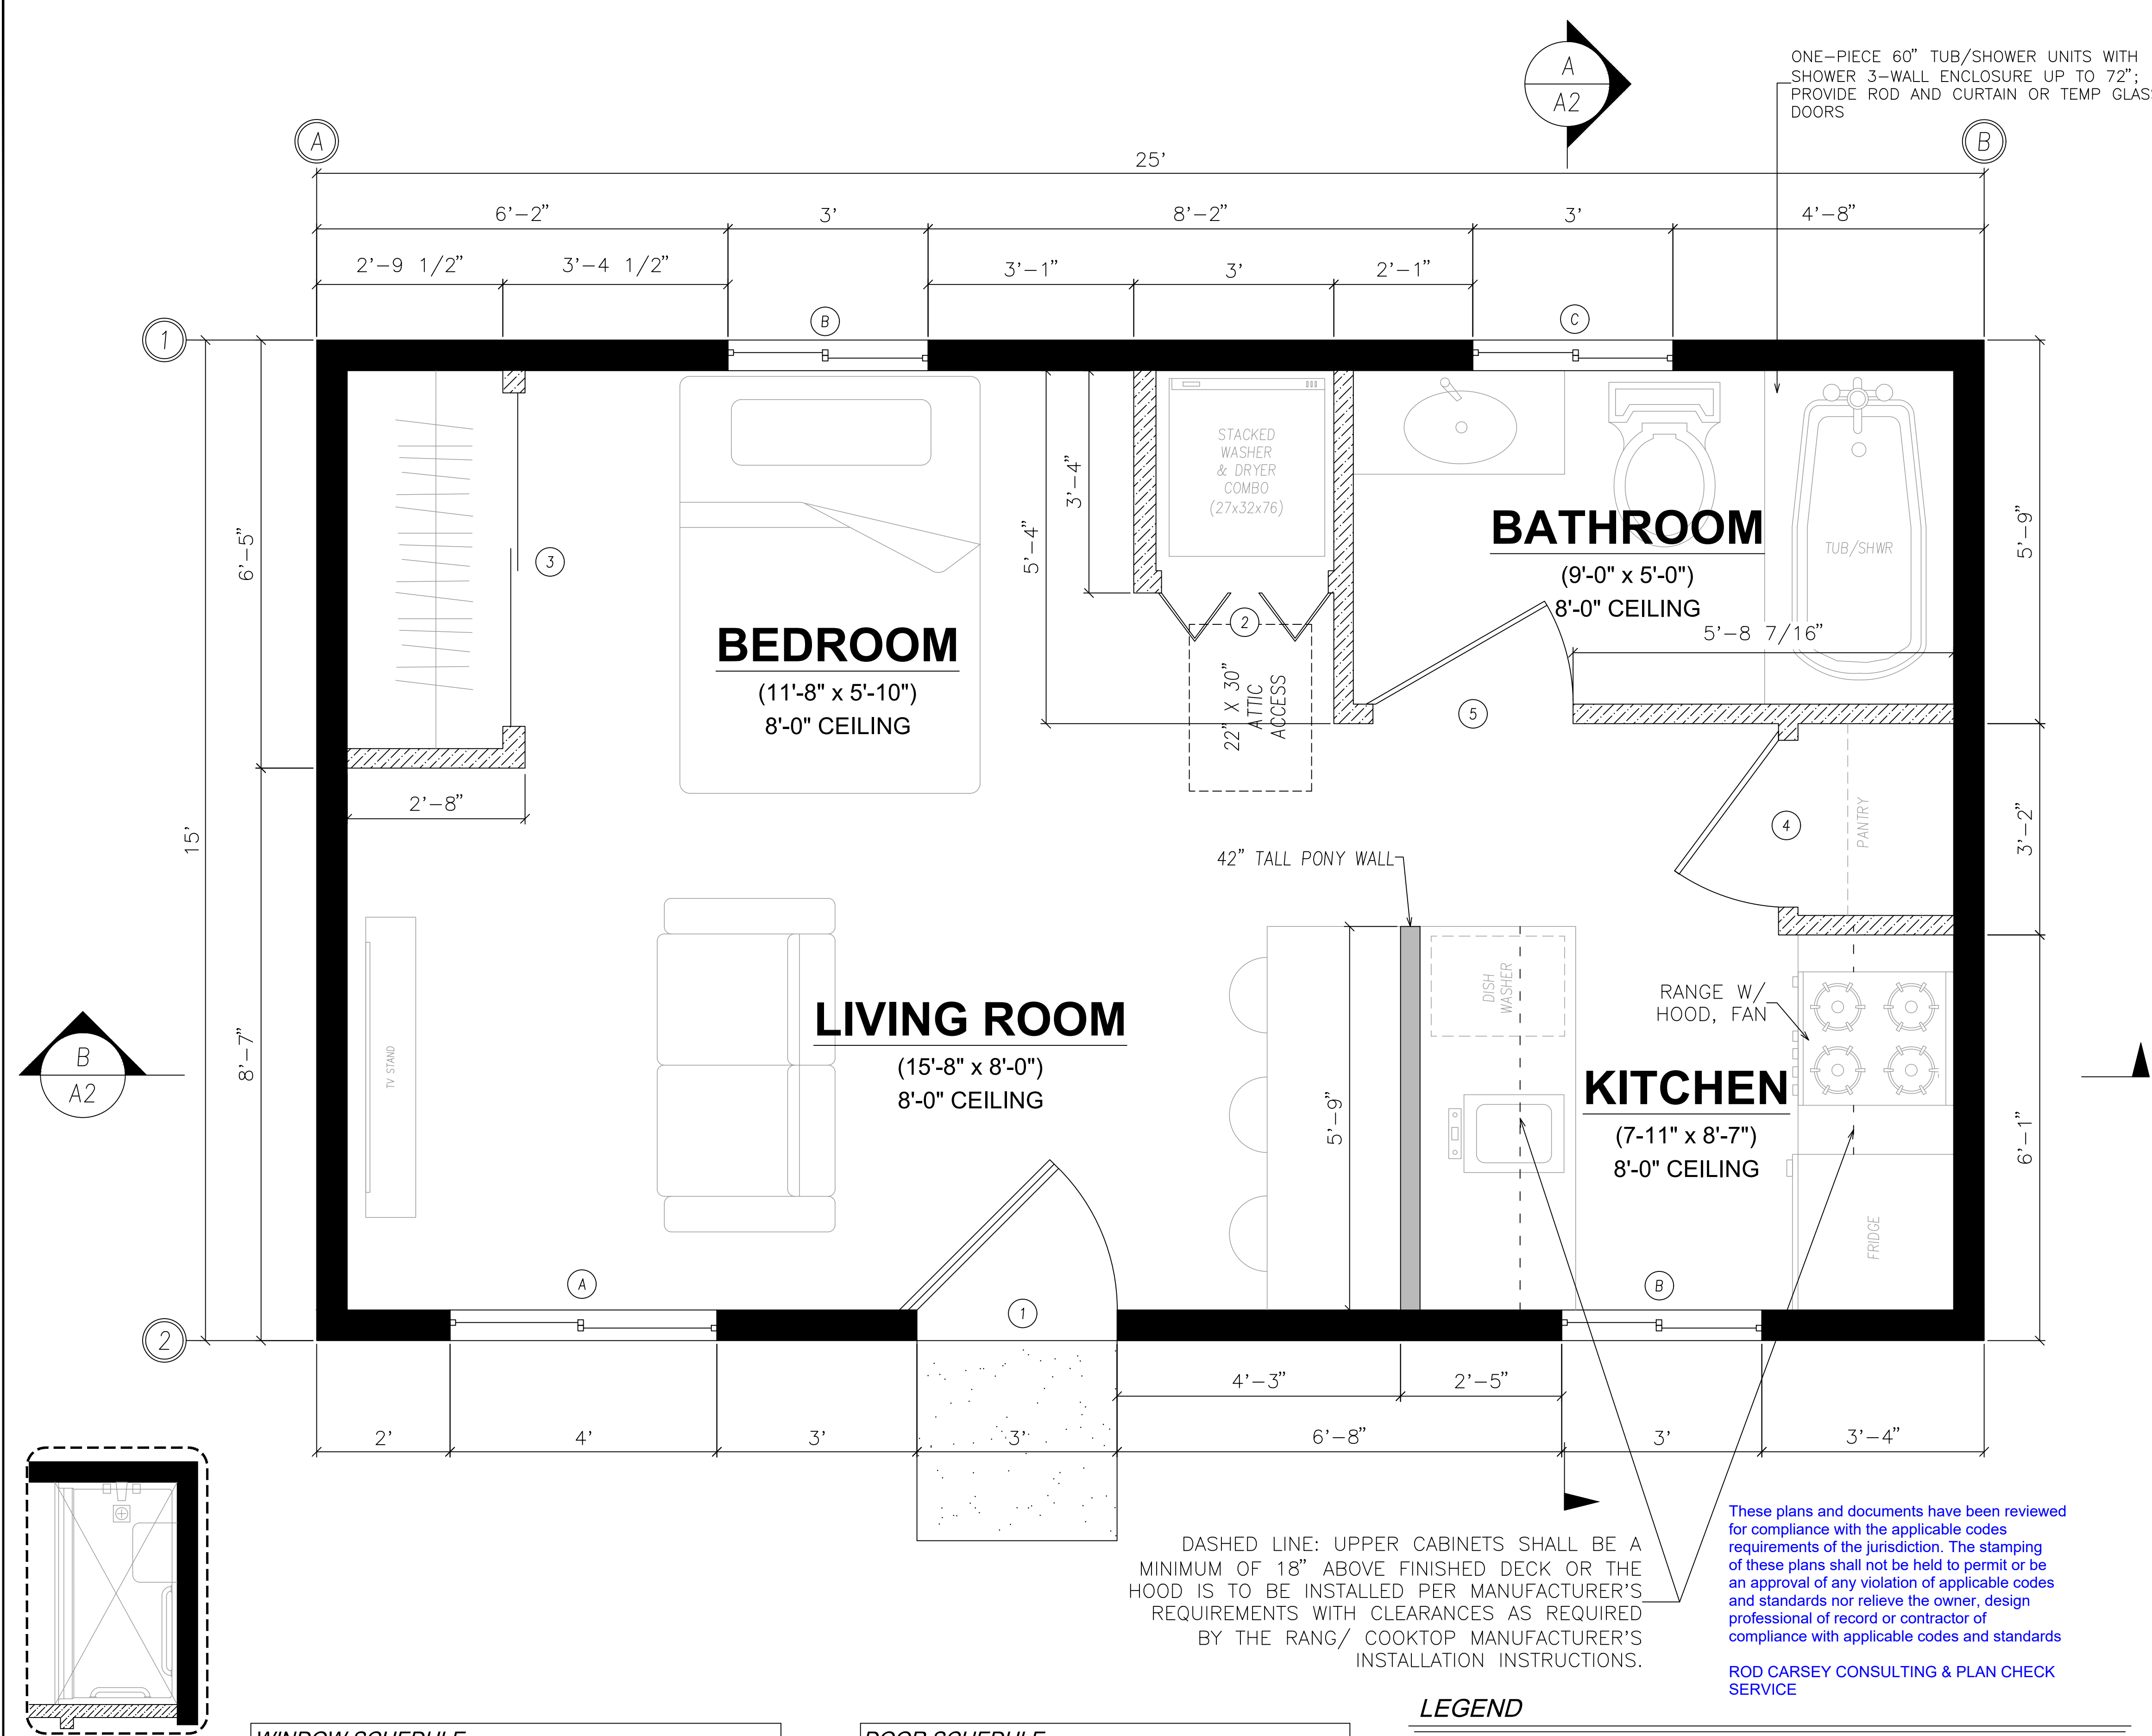 A
A2
ONE-PIECE 60" TUB/SHOWER UNITS WITH
SHOWER 3-WALL ENCLOSURE UP TO 72";
PROVIDE ROD AND CURTAIN OR TEMP GLASS
DOORS
A
B
25'
6'-2"
3'
8'-2"
3'
4'-8"
2'-9 1/2"
3'-4 1/2"
3'-1"
3'
2'-1"
B
C
1
STACKED
WASHER
& DRYER
COMBO
(27x32x76)
3'-4"
5'-4"
6'-5"
5'-9"
3
BATHROOM
(9'-0" x 5'-0")
8'-0" CEILING
TUB/SHWR
5'-8 7/16"
2
BEDROOM
(11'-8" x 5'-10")
8'-0" CEILING
22" X 30"
ATTIC
ACCESS
5
2'-8"
15'
4
PANTRY
3'-2"
42" TALL PONY WALL
DISH
WASHER
RANGE W/
HOOD, FAN
LIVING ROOM
(15'-8" x 8'-0")
8'-0" CEILING
TV STAND
8'-7"
B
A2
5'-9"
KITCHEN
(7-11" x 8'-7")
8'-0" CEILING
6'-1"
FRIDGE
A
1
B
2
4'-3"
2'-5"
2'
4'
3'
3'
6'-8"
3'
3'-4"
DASHED LINE: UPPER CABINETS SHALL BE A
MINIMUM OF 18" ABOVE FINISHED DECK OR THE
HOOD IS TO BE INSTALLED PER MANUFACTURER'S
REQUIREMENTS WITH CLEARANCES AS REQUIRED
BY THE RANG/ COOKTOP MANUFACTURER'S
INSTALLATION INSTRUCTIONS.
These plans and documents have been reviewed
for compliance with the applicable codes
requirements of the jurisdiction. The stamping
of these plans shall not be held to permit or be
an approval of any violation of applicable codes
and standards nor relieve the owner, design
professional of record or contractor of
compliance with applicable codes and standards
ROD CARSEY CONSULTING & PLAN CHECK
SERVICE
LEGEND
WINDOW SCHEDULE
DOOR SCHEDULE